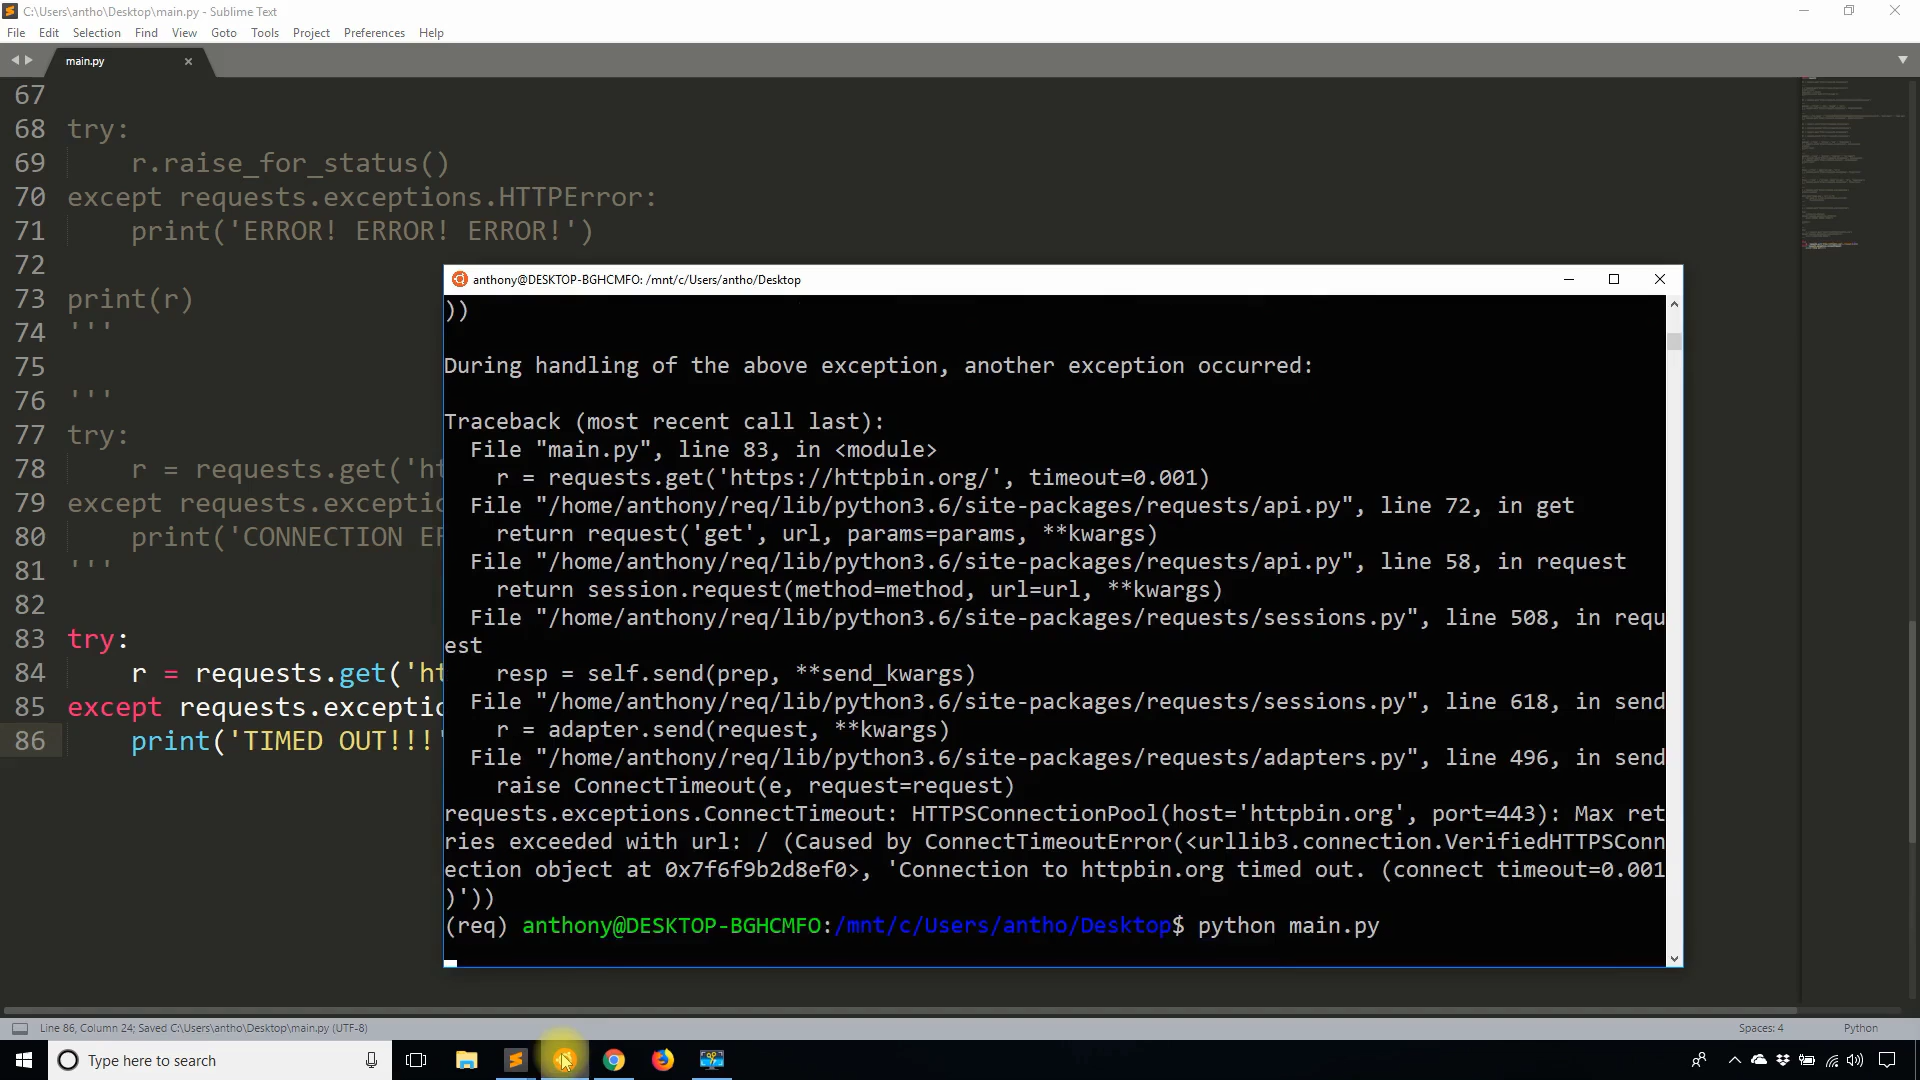 C:\Users\antho\Desktop\main.py - Sublime Text
File Edit Selection Find View Goto Tools Project Preferences Help
main.py
67
68 try:
69 r.raise_for_status()
70 except requests.exceptions.HTTPError:
71 print('ERROR! ERROR! ERROR!')
72
73 print(r)
74 '''
75
76 '''
77 try:
78 r = requests.get('ht
79 except requests.exceptio
80 print('CONNECTION ER
81 '''
82
83 try:
84 r = requests.get('ht
85 except requests.exceptio
86 print('TIMED OUT!!!'
anthony@DESKTOP-BGHCMFO: /mnt/c/Users/antho/Desktop
))
During handling of the above exception, another exception occurred:
Traceback (most recent call last):
File "main.py", line 83, in <module>
r = requests.get('https://httpbin.org/', timeout=0.001)
File "/home/anthony/req/lib/python3.6/site-packages/requests/api.py", line 72, in get
return request('get', url, params=params, **kwargs)
File "/home/anthony/req/lib/python3.6/site-packages/requests/api.py", line 58, in request
return session.request(method=method, url=url, **kwargs)
File "/home/anthony/req/lib/python3.6/site-packages/requests/sessions.py", line 508, in requ
est
resp = self.send(prep, **send_kwargs)
File "/home/anthony/req/lib/python3.6/site-packages/requests/sessions.py", line 618, in send
r = adapter.send(request, **kwargs)
File "/home/anthony/req/lib/python3.6/site-packages/requests/adapters.py", line 496, in send
raise ConnectTimeout(e, request=request)
requests.exceptions.ConnectTimeout: HTTPSConnectionPool(host='httpbin.org', port=443): Max ret
ries exceeded with url: / (Caused by ConnectTimeoutError(<urllib3.connection.VerifiedHTTPSConn
ection object at 0x7f6f9b2d8ef0>, 'Connection to httpbin.org timed out. (connect timeout=0.001
)'))
(req) anthony@DESKTOP-BGHCMFO:/mnt/c/Users/antho/Desktop$ python main.py
Line 86, Column 24; Saved C:\Users\antho\Desktop\main.py (UTF-8)
Spaces: 4
Python
Type here to search